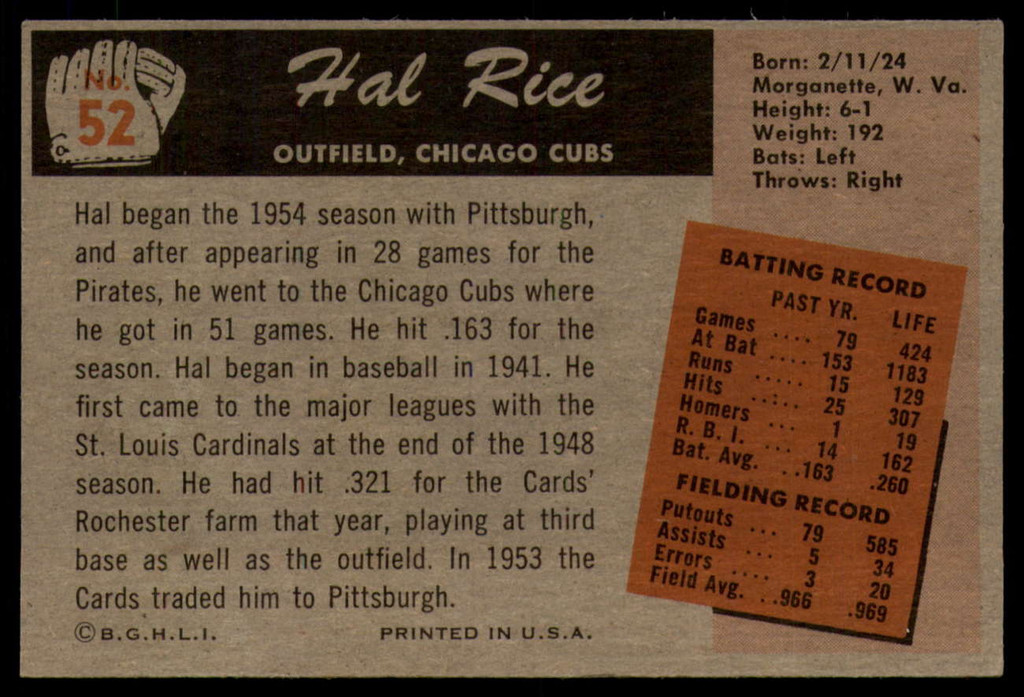 No.
52
Hal Rice
OUTFIELD, CHICAGO CUBS
Born: 2/11/24
Morganette, W. Va.
Height: 6-1
Weight: 192
Bats: Left
Throws: Right
Hal began the 1954 season with Pittsburgh,
and after appearing in 28 games for the
Pirates, he went to the Chicago Cubs where
he got in 51 games. He hit .163 for the
season. Hal began in baseball in 1941. He
first came to the major leagues with the
St. Louis Cardinals at the end of the 1948
season. He had hit .321 for the Cards'
Rochester farm that year, playing at third
base as well as the outfield. In 1953 the
Cards traded him to Pittsburgh.
©B.G.H.L.I. PRINTED IN U.S.A.
BATTING RECORD
PAST YR. LIFE
Games .... 79 424
At Bat .... 153 1183
Runs ..... 15 129
Hits ..... 25 307
Homers ... 1 19
R. B. I. ... 14 162
Bat. Avg. ...163 .260
FIELDING RECORD
Putouts ... 79 585
Assists ... 5 34
Errors .... 3 20
Field Avg. ...966 .969